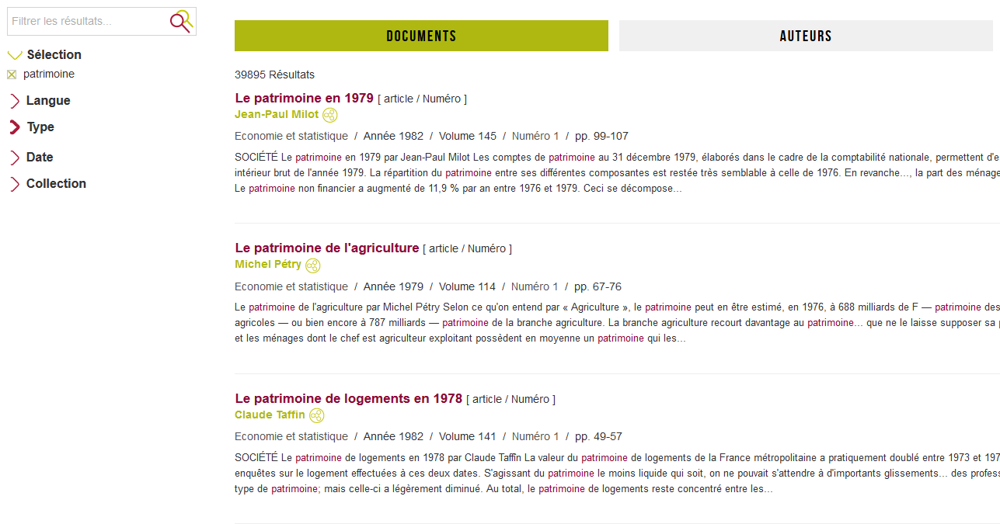 Filtrer les résultats...
Sélection
patrimoine
Langue
Type
Date
Collection
DOCUMENTS
AUTEURS
39895 Résultats
Le patrimoine en 1979 [ article / Numéro ]
Jean-Paul Milot
Economie et statistique / Année 1982 / Volume 145 / Numéro 1 / pp. 99-107
SOCIÉTÉ Le patrimoine en 1979 par Jean-Paul Milot Les comptes de patrimoine au 31 décembre 1979, élaborés dans le cadre de la comptabilité nationale, permettent d'e
intérieur brut de l'année 1979. La répartition du patrimoine entre ses différentes composantes est restée très semblable à celle de 1976. En revanche..., la part des ménage
Le patrimoine non financier a augmenté de 11,9 % par an entre 1976 et 1979. Ceci se décompose...
Le patrimoine de l'agriculture [ article / Numéro ]
Michel Pétry
Economie et statistique / Année 1979 / Volume 114 / Numéro 1 / pp. 67-76
Le patrimoine de l'agriculture par Michel Pétry Selon ce qu'on entend par « Agriculture », le patrimoine peut en être estimé, en 1976, à 688 milliards de F — patrimoine des
agricoles — ou bien encore à 787 milliards — patrimoine de la branche agriculture. La branche agriculture recourt davantage au patrimoine... que ne le laisse supposer sa
et les ménages dont le chef est agriculteur exploitant possèdent en moyenne un patrimoine qui les...
Le patrimoine de logements en 1978 [ article / Numéro ]
Claude Taffin
Economie et statistique / Année 1982 / Volume 141 / Numéro 1 / pp. 49-57
SOCIÉTÉ Le patrimoine de logements en 1978 par Claude Taffin La valeur du patrimoine de logements de la France métropolitaine a pratiquement doublé entre 1973 et 197
enquêtes sur le logement effectuées à ces deux dates. S'agissant du patrimoine le moins liquide qui soit, on ne pouvait s'attendre à d'importants glissements... des profess
type de patrimoine; mais celle-ci a légèrement diminué. Au total, le patrimoine de logements reste concentré entre les...